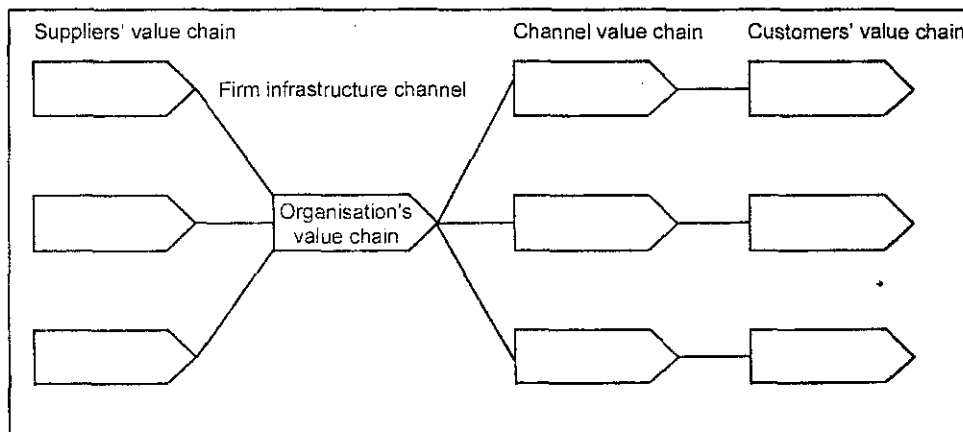 Suppliers' value chain
Channel value chain
Customers' value chain
Firm infrastructure channel
Organisation's
value chain